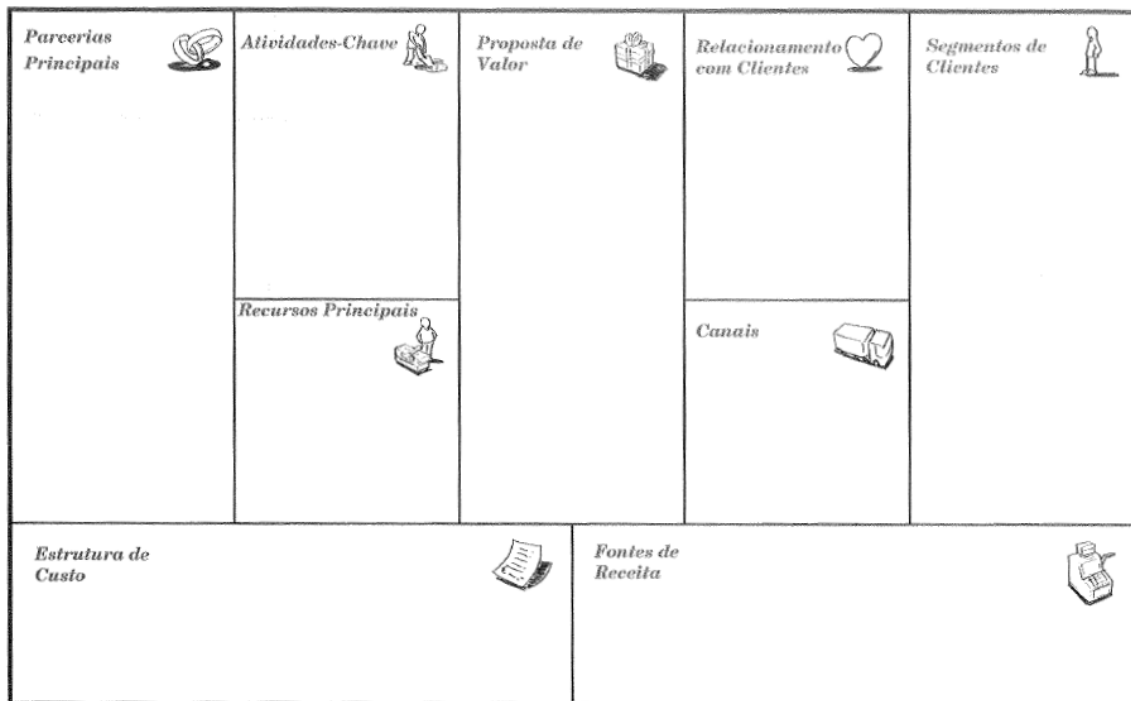 Parcerias
Principais
Atividades-Chave
Recursos Principais
Proposta de
Valor
Relacionamento
com Clientes
Canais
Segmentos de
Clientes
Estrutura de
Custo
Fontes de
Receita